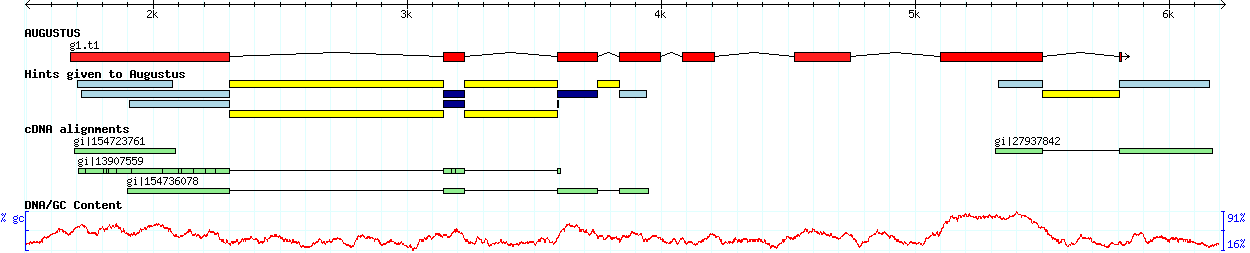 2k 3k 4k 5k 6k
AUGUSTUS
g1.t1
Hints given to Augustus
cDNA alignments
gi|154723761 gi|27937842
gi|13907559
gi|154736078
DNA/GC Content
% gc 91%
16%